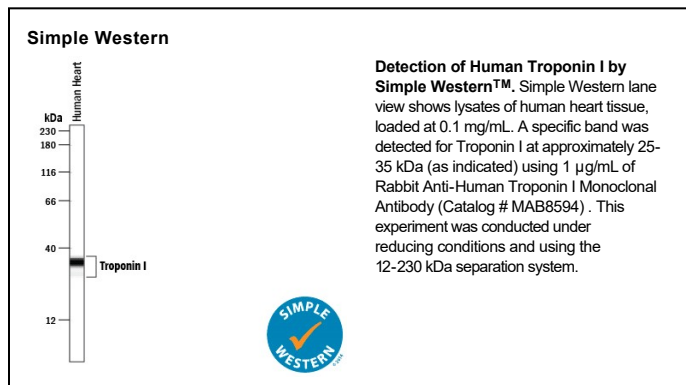 Simple Western
Human Heart
kDa
230
180
116
66
40
Troponin I
12
SIMPLE
WESTERN
Detection of Human Troponin I by
Simple Western™. Simple Western lane
view shows lysates of human heart tissue,
loaded at 0.1 mg/mL. A specific band was
detected for Troponin I at approximately 25-
35 kDa (as indicated) using 1 µg/mL of
Rabbit Anti-Human Troponin I Monoclonal
Antibody (Catalog # MAB8594) . This
experiment was conducted under
reducing conditions and using the
12-230 kDa separation system.